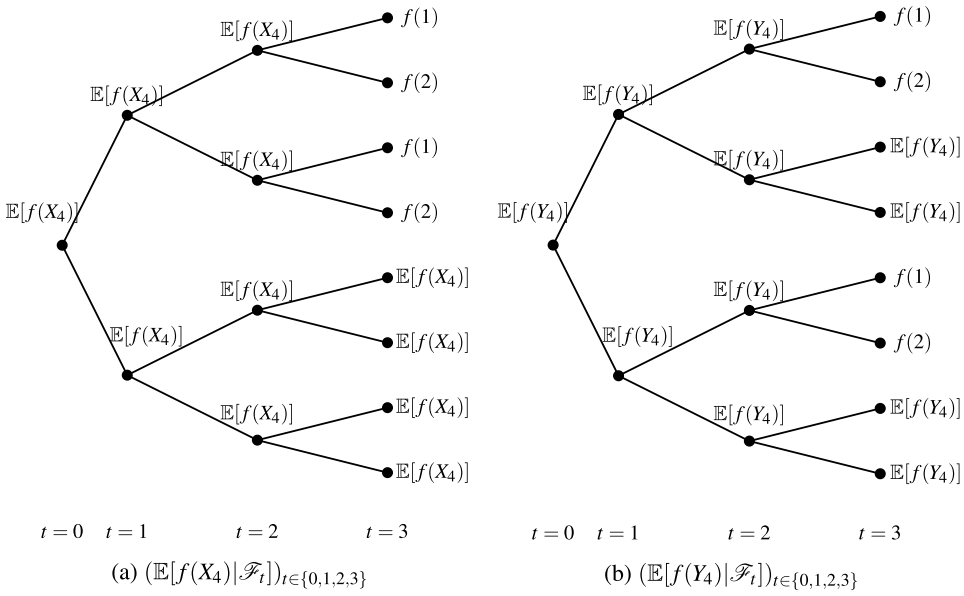 𝔼[f(X₄)]
𝔼[f(X₄)]
𝔼[f(X₄)]
f(1)
f(2)
𝔼[f(X₄)]
f(1)
f(2)
𝔼[f(X₄)]
𝔼[f(X₄)]
𝔼[f(X₄)]
𝔼[f(X₄)]
𝔼[f(X₄)]
𝔼[f(X₄)]
𝔼[f(X₄)]
t = 0 t = 1 t = 2 t = 3
(a) (𝔼[f(X₄)|ℱₜ])ₜ∈{0,1,2,3}
𝔼[f(Y₄)]
𝔼[f(Y₄)]
𝔼[f(Y₄)]
f(1)
f(2)
𝔼[f(Y₄)]
𝔼[f(Y₄)]
𝔼[f(Y₄)]
𝔼[f(Y₄)]
𝔼[f(Y₄)]
f(1)
f(2)
𝔼[f(Y₄)]
𝔼[f(Y₄)]
𝔼[f(Y₄)]
t = 0 t = 1 t = 2 t = 3
(b) (𝔼[f(Y₄)|ℱₜ])ₜ∈{0,1,2,3}